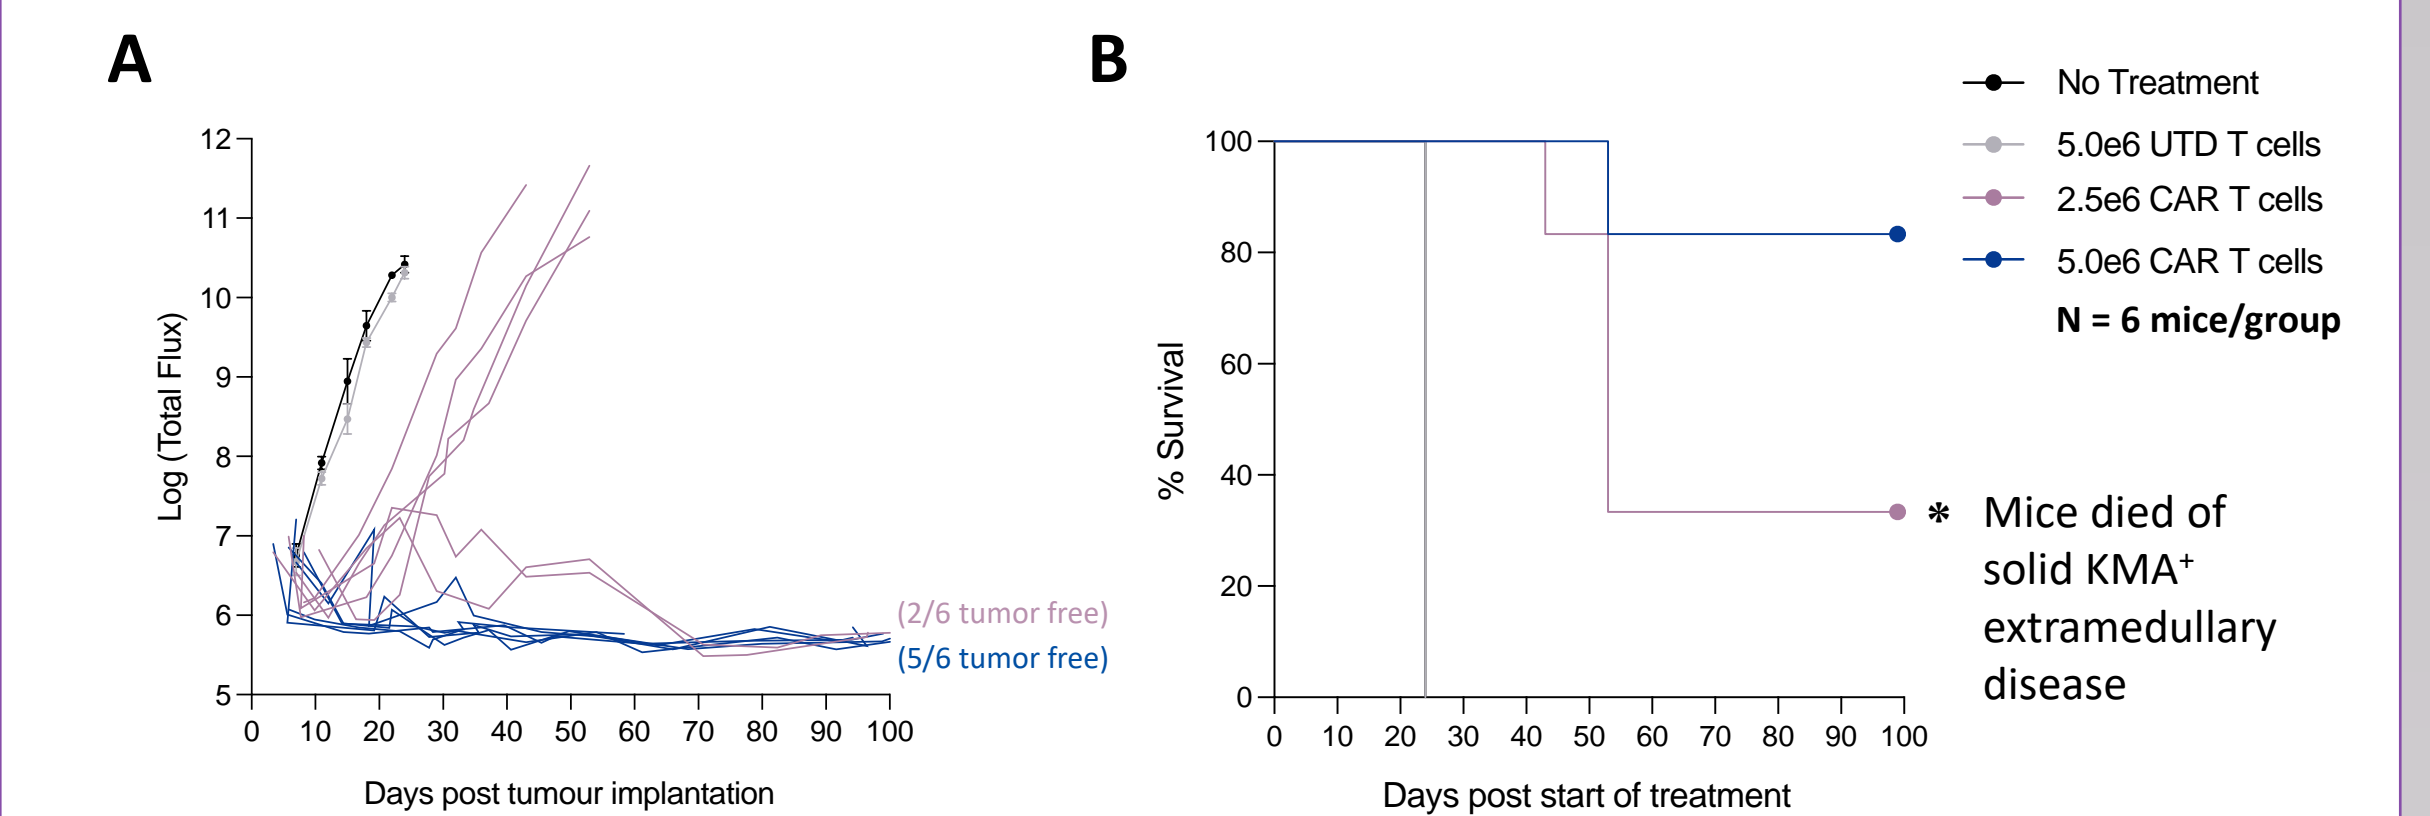 A
12
11
10
9
8
7
6
5
Log (Total Flux)
0 10 20 30 40 50 60 70 80 90 100
Days post tumour implantation
(2/6 tumor free)
(5/6 tumor free)
B
100
80
60
40
20
0
% Survival
0 10 20 30 40 50 60 70 80 90 100
Days post start of treatment
No Treatment
5.0e6 UTD T cells
2.5e6 CAR T cells
5.0e6 CAR T cells
N = 6 mice/group
* Mice died of
solid KMA⁺
extramedullary
disease